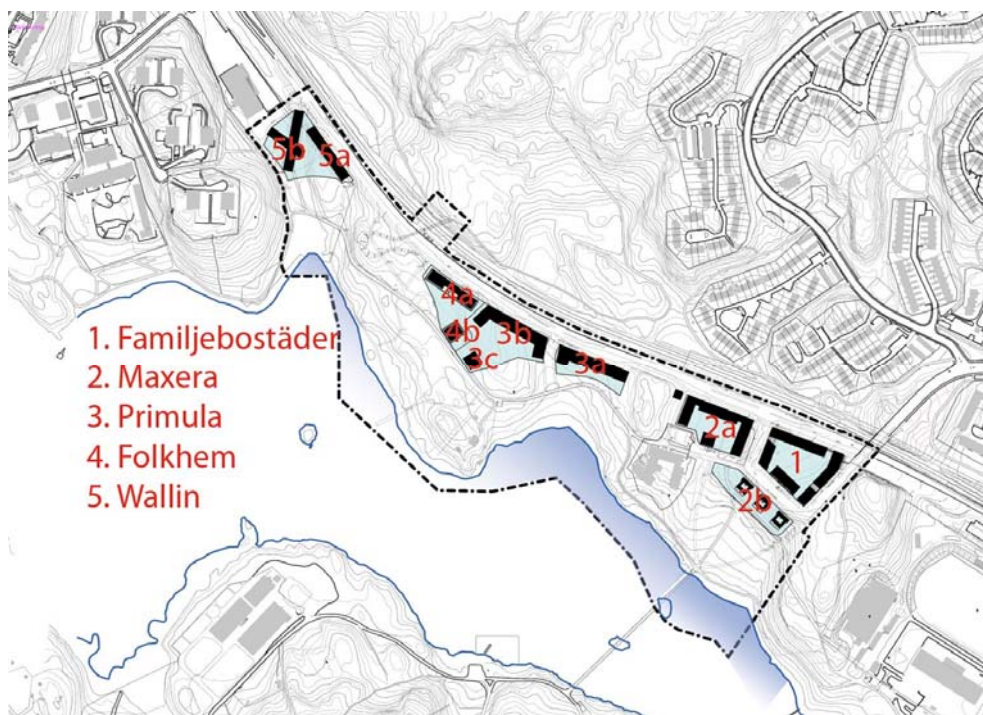 5b
5a
4a
4b
3b
3c
3a
2a
1
2b
1. Familjebostäder
2. Maxera
3. Primula
4. Folkhem
5. Wallin